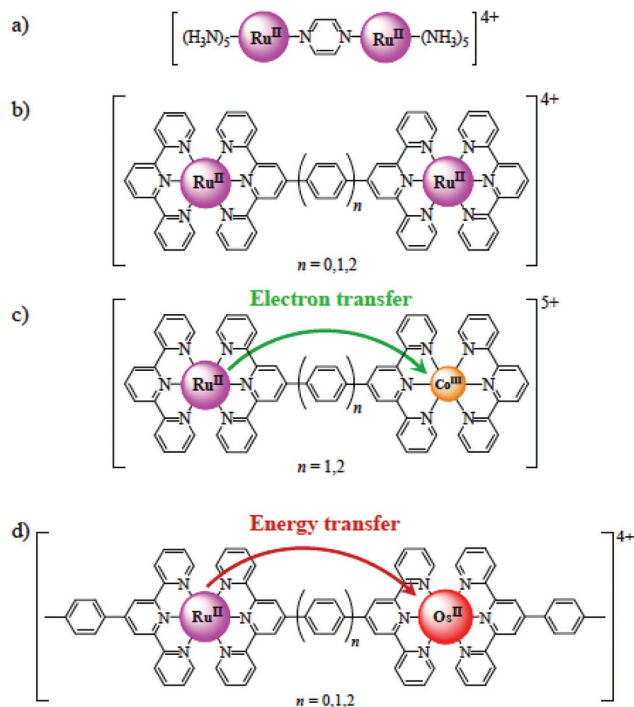 a) [(H₃N)₅ Ruᴵᴵ N N Ruᴵᴵ (NH₃)₅]⁴⁺
b) 4+
N N N N
N Ruᴵᴵ N ( )n N Ruᴵᴵ N
N N N N
n = 0,1,2
Electron transfer
c) 5+
N N N N
N Ruᴵᴵ N ( )n N Coᴵᴵᴵ N
N N N N
n = 1,2
Energy transfer
d) 4+
N N N N
N Ruᴵᴵ N ( )n N Osᴵᴵ N
N N N N
n = 0,1,2